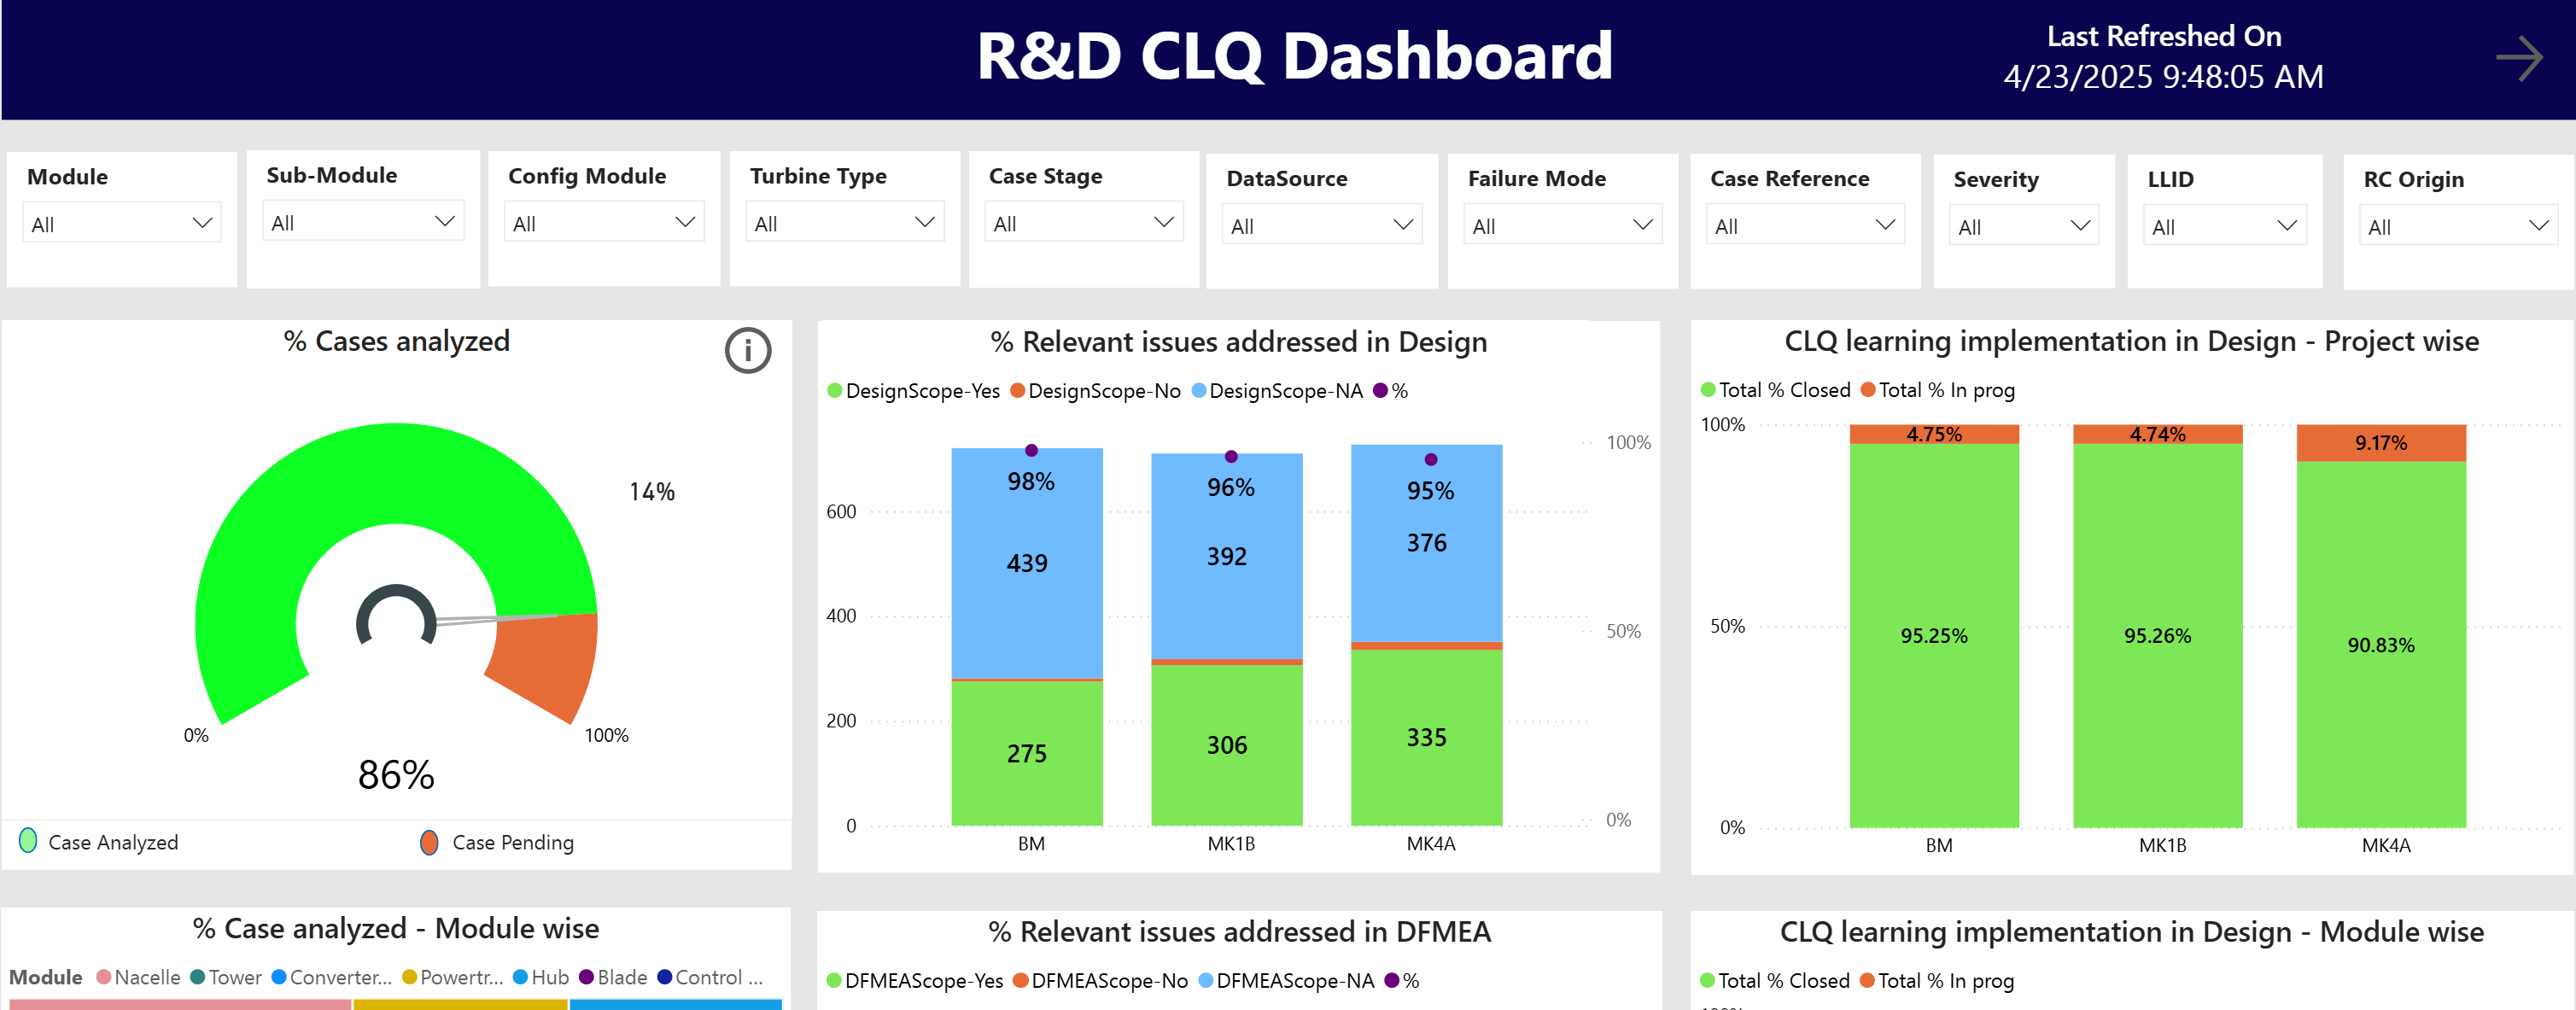 R&D CLQ Dashboard
Last Refreshed On
4/23/2025 9:48:05 AM
Module
All
Sub-Module
All
Config Module
All
Turbine Type
All
Case Stage
All
DataSource
All
Failure Mode
All
Case Reference
All
Severity
All
LLID
All
RC Origin
All
% Cases analyzed
14%
0%
100%
86%
Case Analyzed
Case Pending
% Relevant issues addressed in Design
DesignScope-Yes DesignScope-No DesignScope-NA %
100%
98%
96%
95%
600
439
392
376
400
50%
200
275
306
335
0
0%
BM
MK1B
MK4A
CLQ learning implementation in Design - Project wise
Total % Closed Total % In prog
100%
4.75%
4.74%
9.17%
50%
95.25%
95.26%
90.83%
0%
BM
MK1B
MK4A
% Case analyzed - Module wise
Module Nacelle Tower Converter... Powertr... Hub Blade Control ...
% Relevant issues addressed in DFMEA
DFMEAScope-Yes DFMEAScope-No DFMEAScope-NA %
CLQ learning implementation in Design - Module wise
Total % Closed Total % In prog